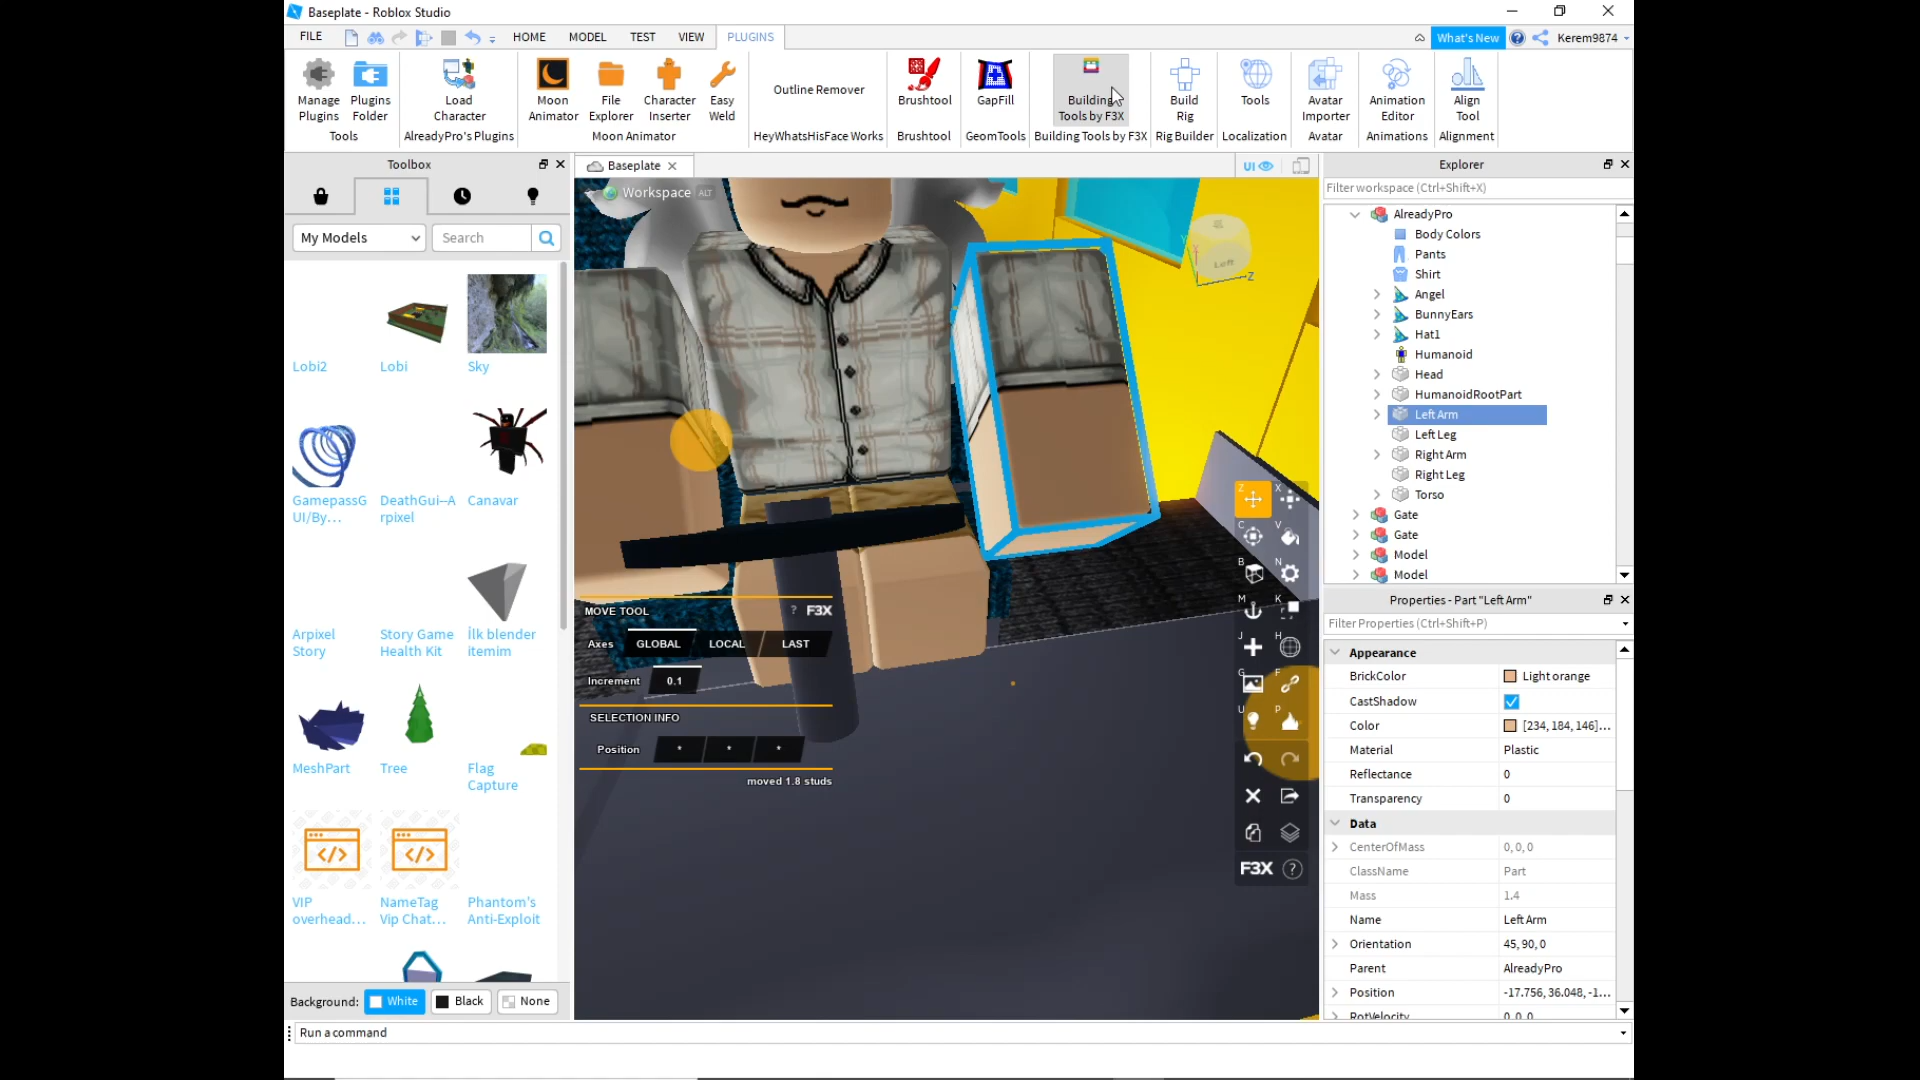 Baseplate - Roblox Studio
FILE HOME MODEL TEST VIEW PLUGINS What's New Kerem9874
Manage Plugins
Plugins Folder
Tools
Load Character
AlreadyPro's Plugins
Moon Animator
File Explorer
Character Inserter
Easy Weld
Moon Animator
Outline Remover
HeyWhatsHisFace Works
Brushtool
Brushtool
GapFill
GeomTools
Building Tools by F3X
Building Tools by F3X
Build Rig
Rig Builder
Tools
Localization
Avatar Importer
Avatar
Animation Editor
Animations
Align Tool
Alignment
Toolbox
My Models
Search
Lobi2
Lobi
Sky
GamepassG
UI/By...
DeathGui--A
rpixel
Canavar
Arpixel
Story
Story Game
Health Kit
İlk blender
itemim
MeshPart
Tree
Flag
Capture
VIP
overhead...
NameTag
Vip Chat...
Phantom's
Anti-Exploit
Background: White Black None
Run a command
Baseplate
UI
Workspace ALT
Left
Y
Z
MOVE TOOL ? F3X
Axes GLOBAL LOCAL LAST
Increment 0.1
SELECTION INFO
Position * * *
moved 1.8 studs
Z X
C V
B N
M K
J H
G F
U P
F3X ?
Explorer
Filter workspace (Ctrl+Shift+X)
AlreadyPro
Body Colors
Pants
Shirt
Angel
BunnyEars
Hat1
Humanoid
Head
HumanoidRootPart
Left Arm
Left Leg
Right Arm
Right Leg
Torso
Gate
Gate
Model
Model
Properties - Part "Left Arm"
Filter Properties (Ctrl+Shift+P)
Appearance
BrickColor Light orange
CastShadow
Color [234, 184, 146]...
Material Plastic
Reflectance 0
Transparency 0
Data
CenterOfMass 0, 0, 0
ClassName Part
Mass 1.4
Name Left Arm
Orientation 45, 90, 0
Parent AlreadyPro
Position -17.756, 36.048, -1...
RotVelocity 0, 0, 0